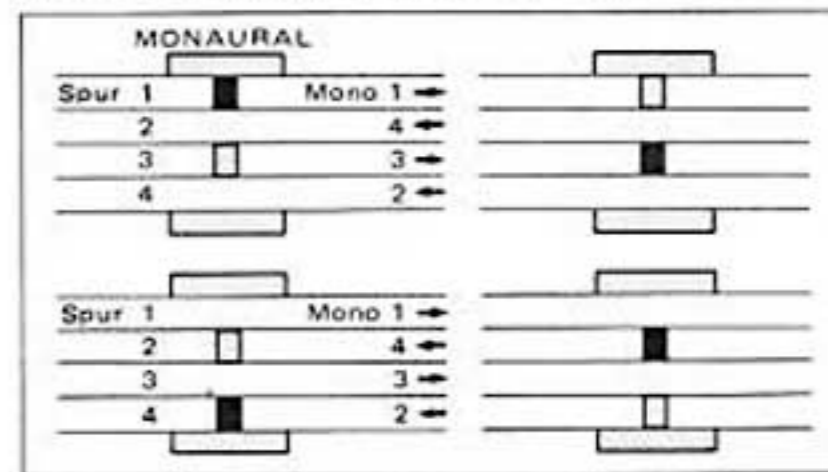 MONAURAL
Spur 1 Mono 1 →
2 4 ←
3 3 →
4 2 ←
Spur 1 Mono 1 →
2 4 ←
3 3 →
4 2 ←